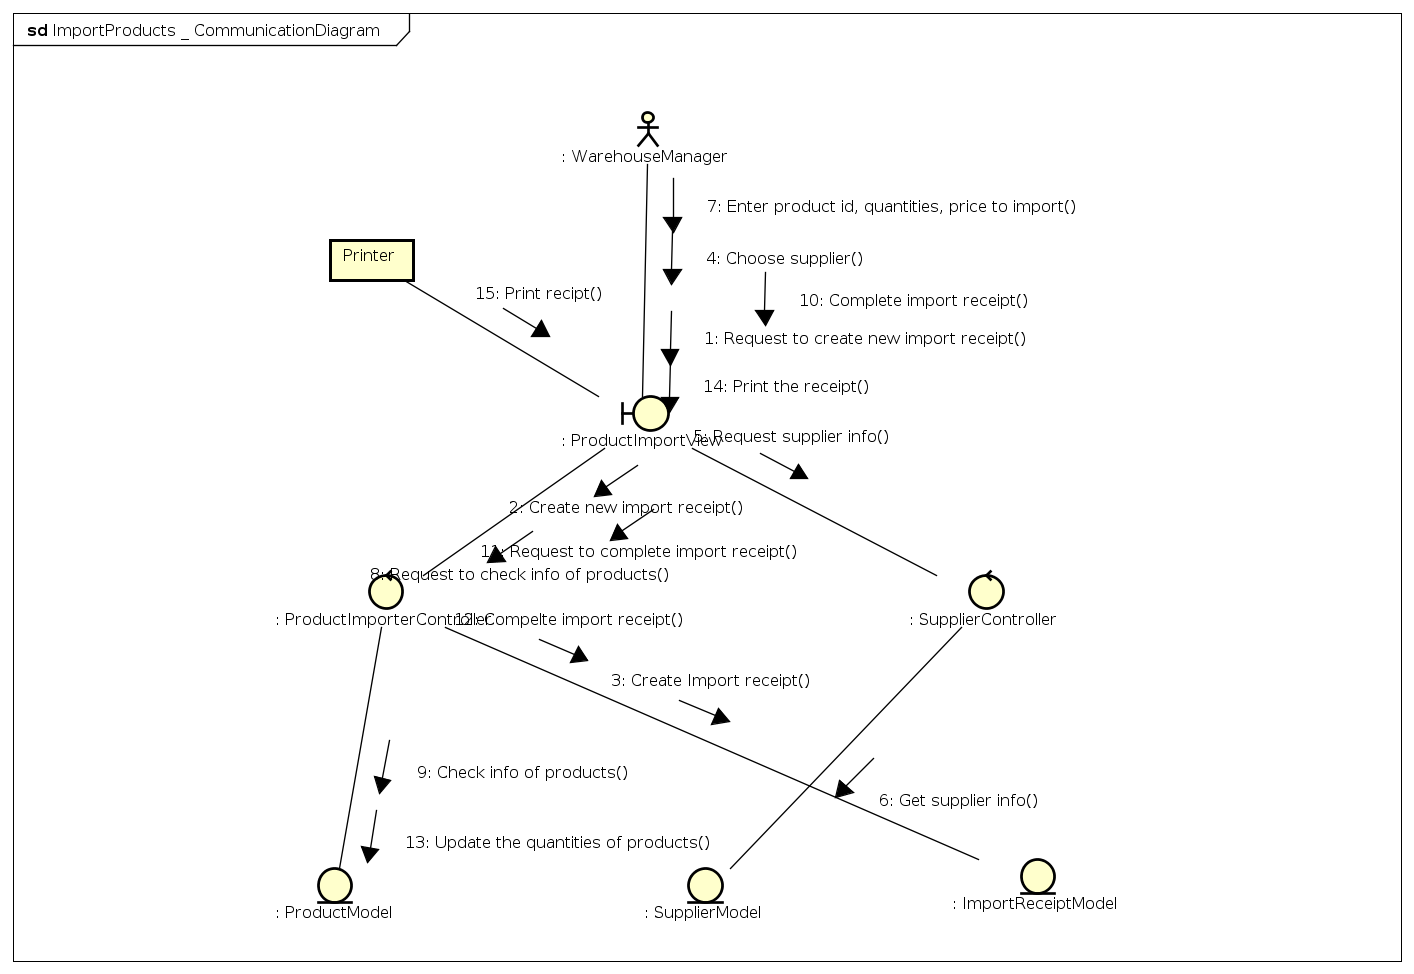 sd ImportProducts _ CommunicationDiagram
: WarehouseManager
7: Enter product id, quantities, price to import()
Printer
4: Choose supplier()
15: Print recipt()
10: Complete import receipt()
1: Request to create new import receipt()
14: Print the receipt()
: ProductImportView
5: Request supplier info()
2: Create new import receipt()
11: Request to complete import receipt()
8: Request to check info of products()
: ProductImporterController
12: Compelte import receipt()
: SupplierController
3: Create Import receipt()
9: Check info of products()
6: Get supplier info()
13: Update the quantities of products()
: ProductModel
: SupplierModel
: ImportReceiptModel